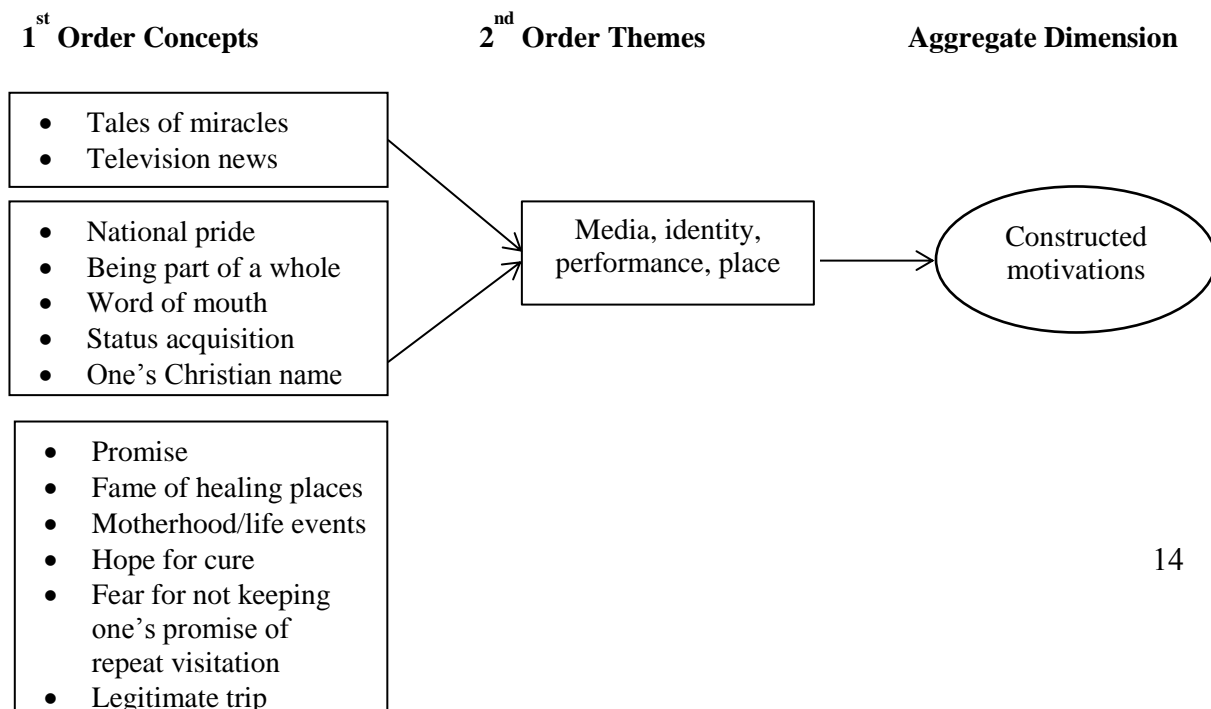 1st Order Concepts
2nd Order Themes
Aggregate Dimension
• Tales of miracles
• Television news
• National pride
• Being part of a whole
• Word of mouth
• Status acquisition
• One’s Christian name
Media, identity,
performance, place
Constructed
motivations
• Promise
• Fame of healing places
• Motherhood/life events
• Hope for cure
• Fear for not keeping
one’s promise of
repeat visitation
• Legitimate trip
14